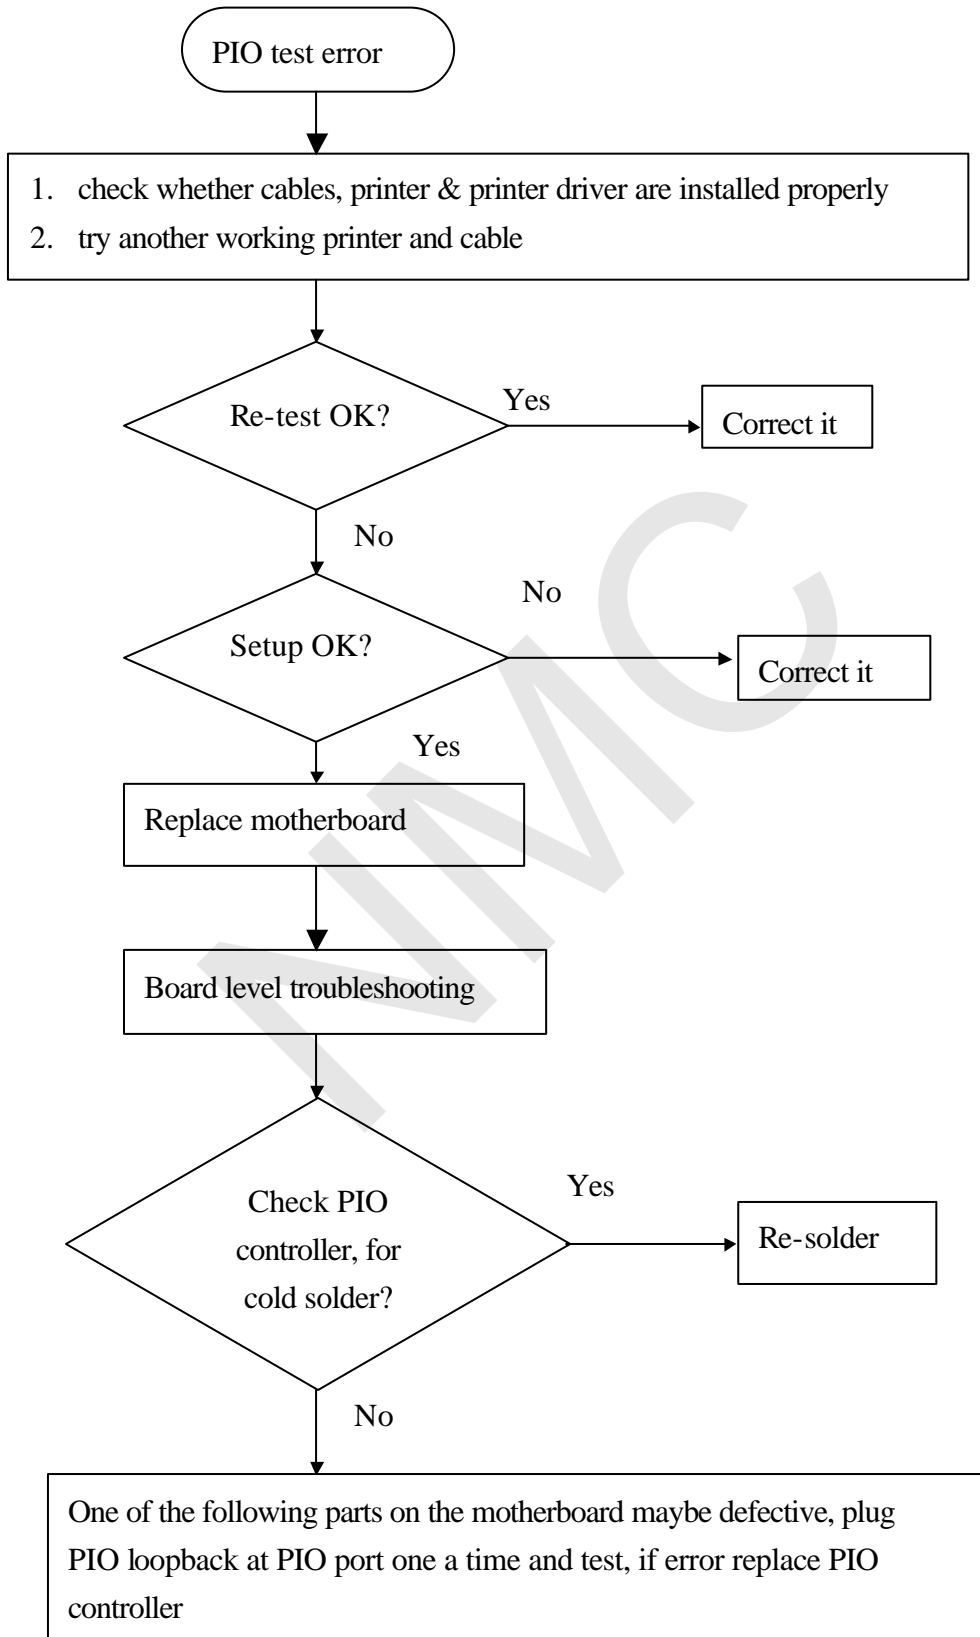 PIO test error
1. check whether cables, printer & printer driver are installed properly
2. try another working printer and cable
Re-test OK?
Yes
Correct it
No
Setup OK?
No
Correct it
Yes
Replace motherboard
Board level troubleshooting
Check PIO
controller, for
cold solder?
Yes
Re-solder
No
One of the following parts on the motherboard maybe defective, plug
PIO loopback at PIO port one a time and test, if error replace PIO
controller
NMC